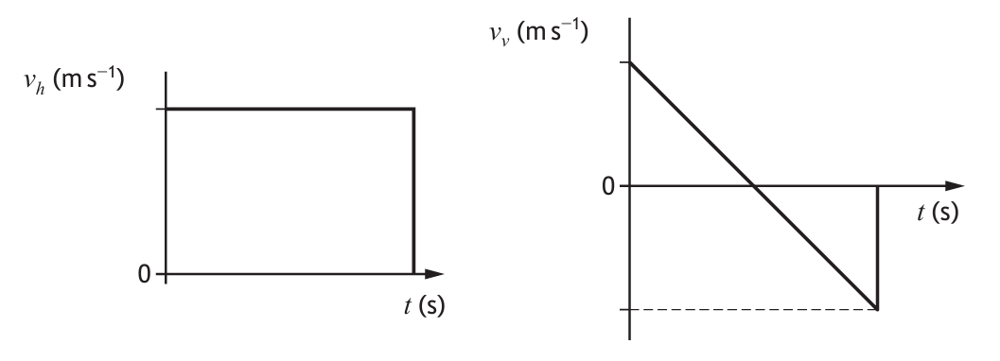 v_h (m s⁻¹)
0
t (s)
v_v (m s⁻¹)
0
t (s)